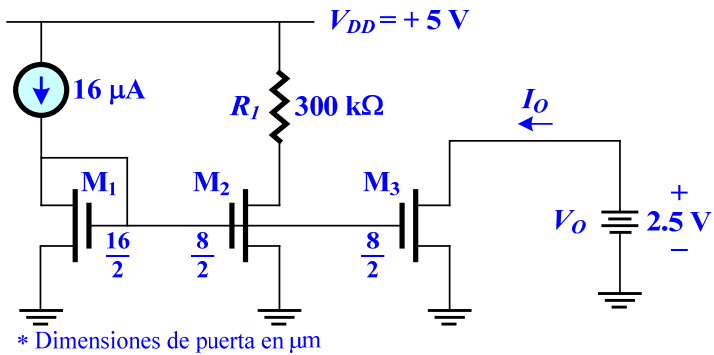 V_DD = + 5 V
16 µA
R_1 300 kΩ
I_O
M_1 M_2 M_3
16/2 8/2 8/2
V_O + 2.5 V −
* Dimensiones de puerta en µm